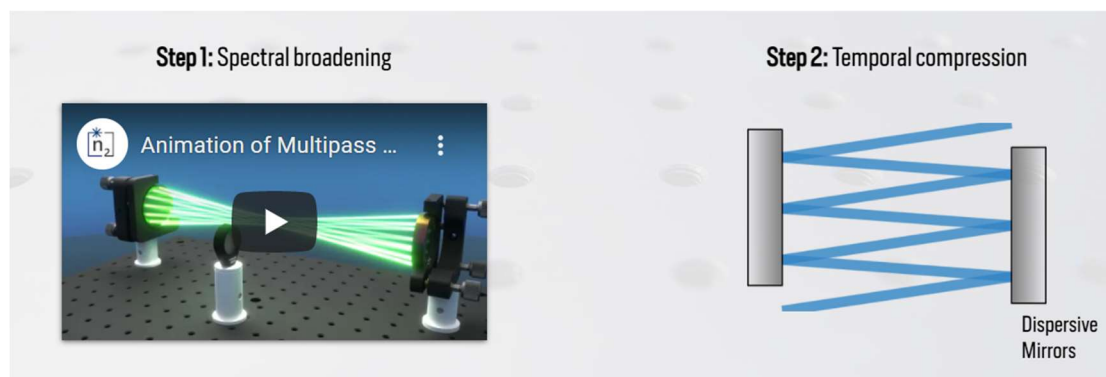 Step 1: Spectral broadening
Step 2: Temporal compression
n₂
Animation of Multipass ...
Dispersive
Mirrors